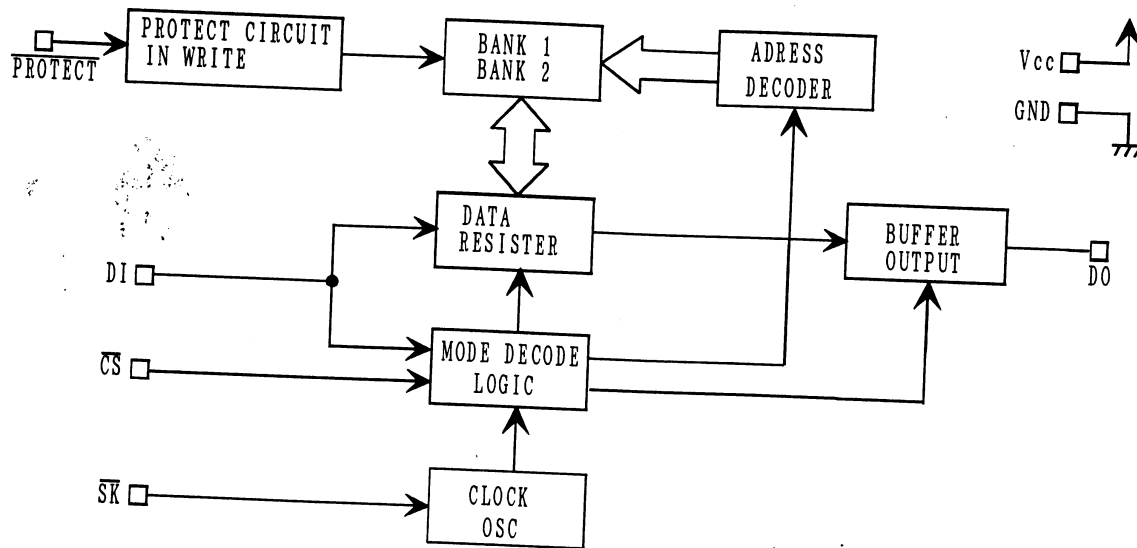 PROTECT CIRCUIT
IN WRITE
PROTECT
BANK 1
BANK 2
ADRESS
DECODER
Vcc
GND
DATA
RESISTER
BUFFER
OUTPUT
DI
DO
MODE DECODE
LOGIC
CS
CLOCK
OSC
SK